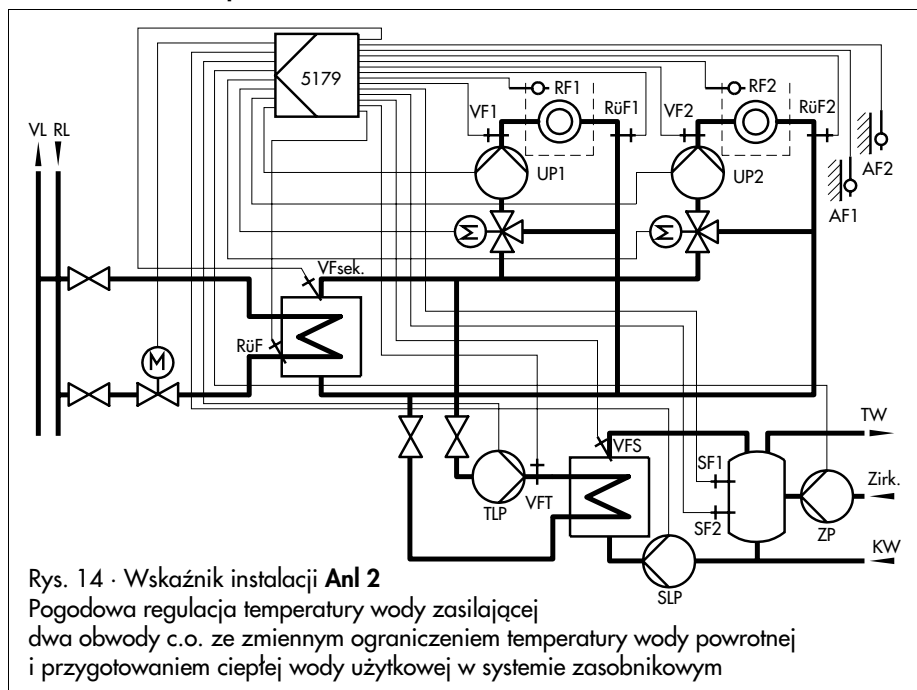 5179
RF1
RF2
VF1
RüF1
VF2
RüF2
VL RL
UP1
UP2
AF2
AF1
M
M
VFsek.
RüF
M
TW
VFS
SF1
Zirk.
SF2
TLP
VFT
ZP
KW
SLP
Rys. 14 · Wskaźnik instalacji Anl 2
Pogodowa regulacja temperatury wody zasilającej
dwa obwody c.o. ze zmiennym ograniczeniem temperatury wody powrotnej
i przygotowaniem ciepłej wody użytkowej w systemie zasobnikowym